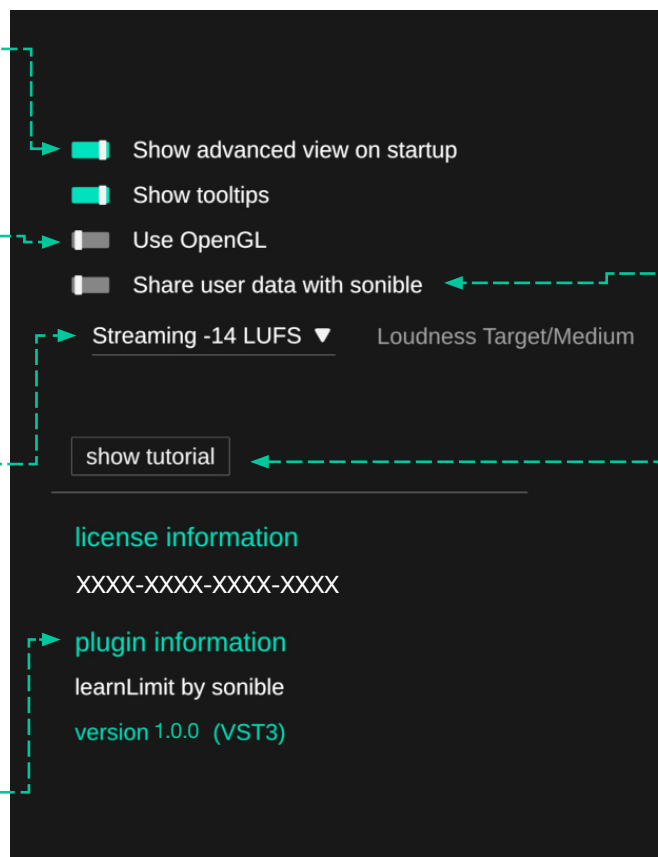 Show advanced view on startup
Show tooltips
Use OpenGL
Share user data with sonible
Streaming -14 LUFS Loudness Target/Medium
show tutorial
license information
XXXX-XXXX-XXXX-XXXX
plugin information
learnLimit by sonible
version 1.0.0 (VST3)